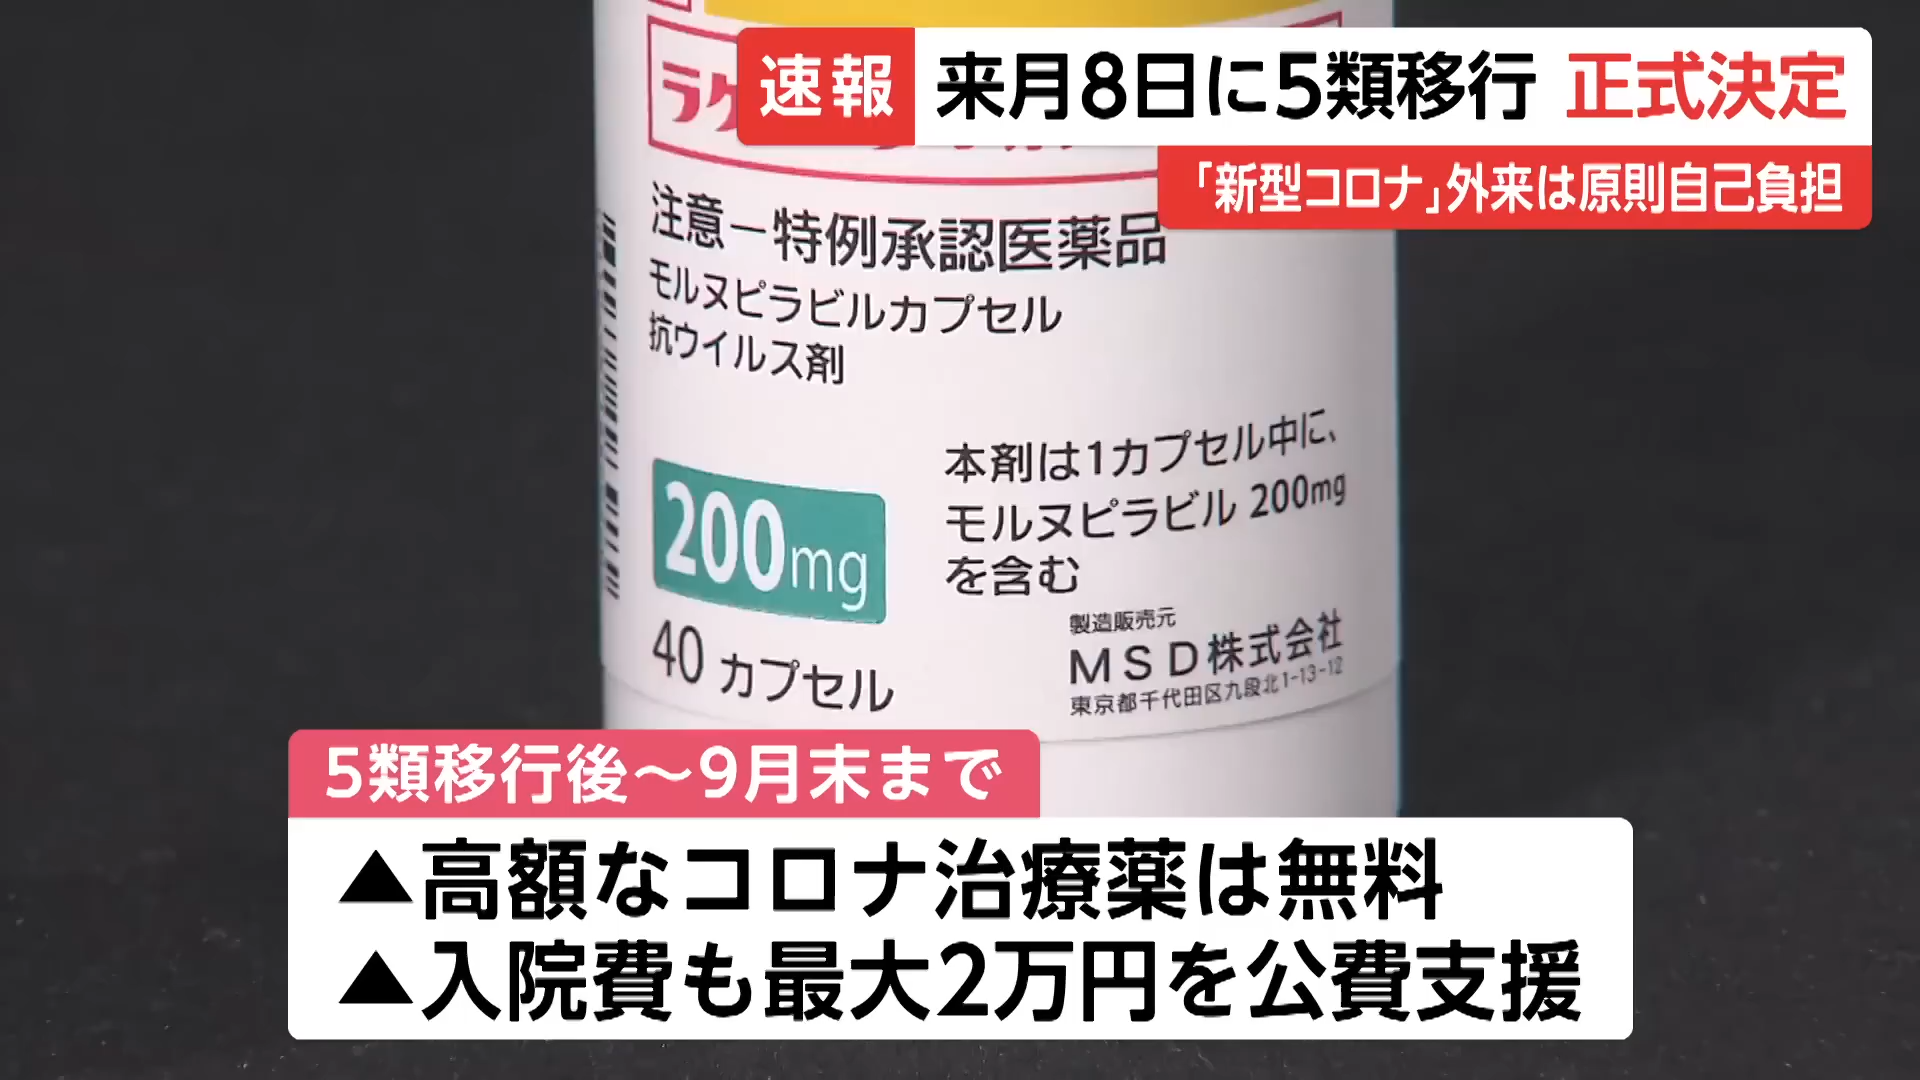 速報
来月8日に5類移行 正式決定
「新型コロナ」外来は原則自己負担
注意－特例承認医薬品
モルヌピラビルカプセル
抗ウイルス剤
200mg
40 カプセル
本剤は1カプセル中に、
モルヌピラビル 200mg
を含む
製造販売元
MSD株式会社
東京都千代田区九段北1-13-12
5類移行後～9月末まで
▲高額なコロナ治療薬は無料
▲入院費も最大2万円を公費支援